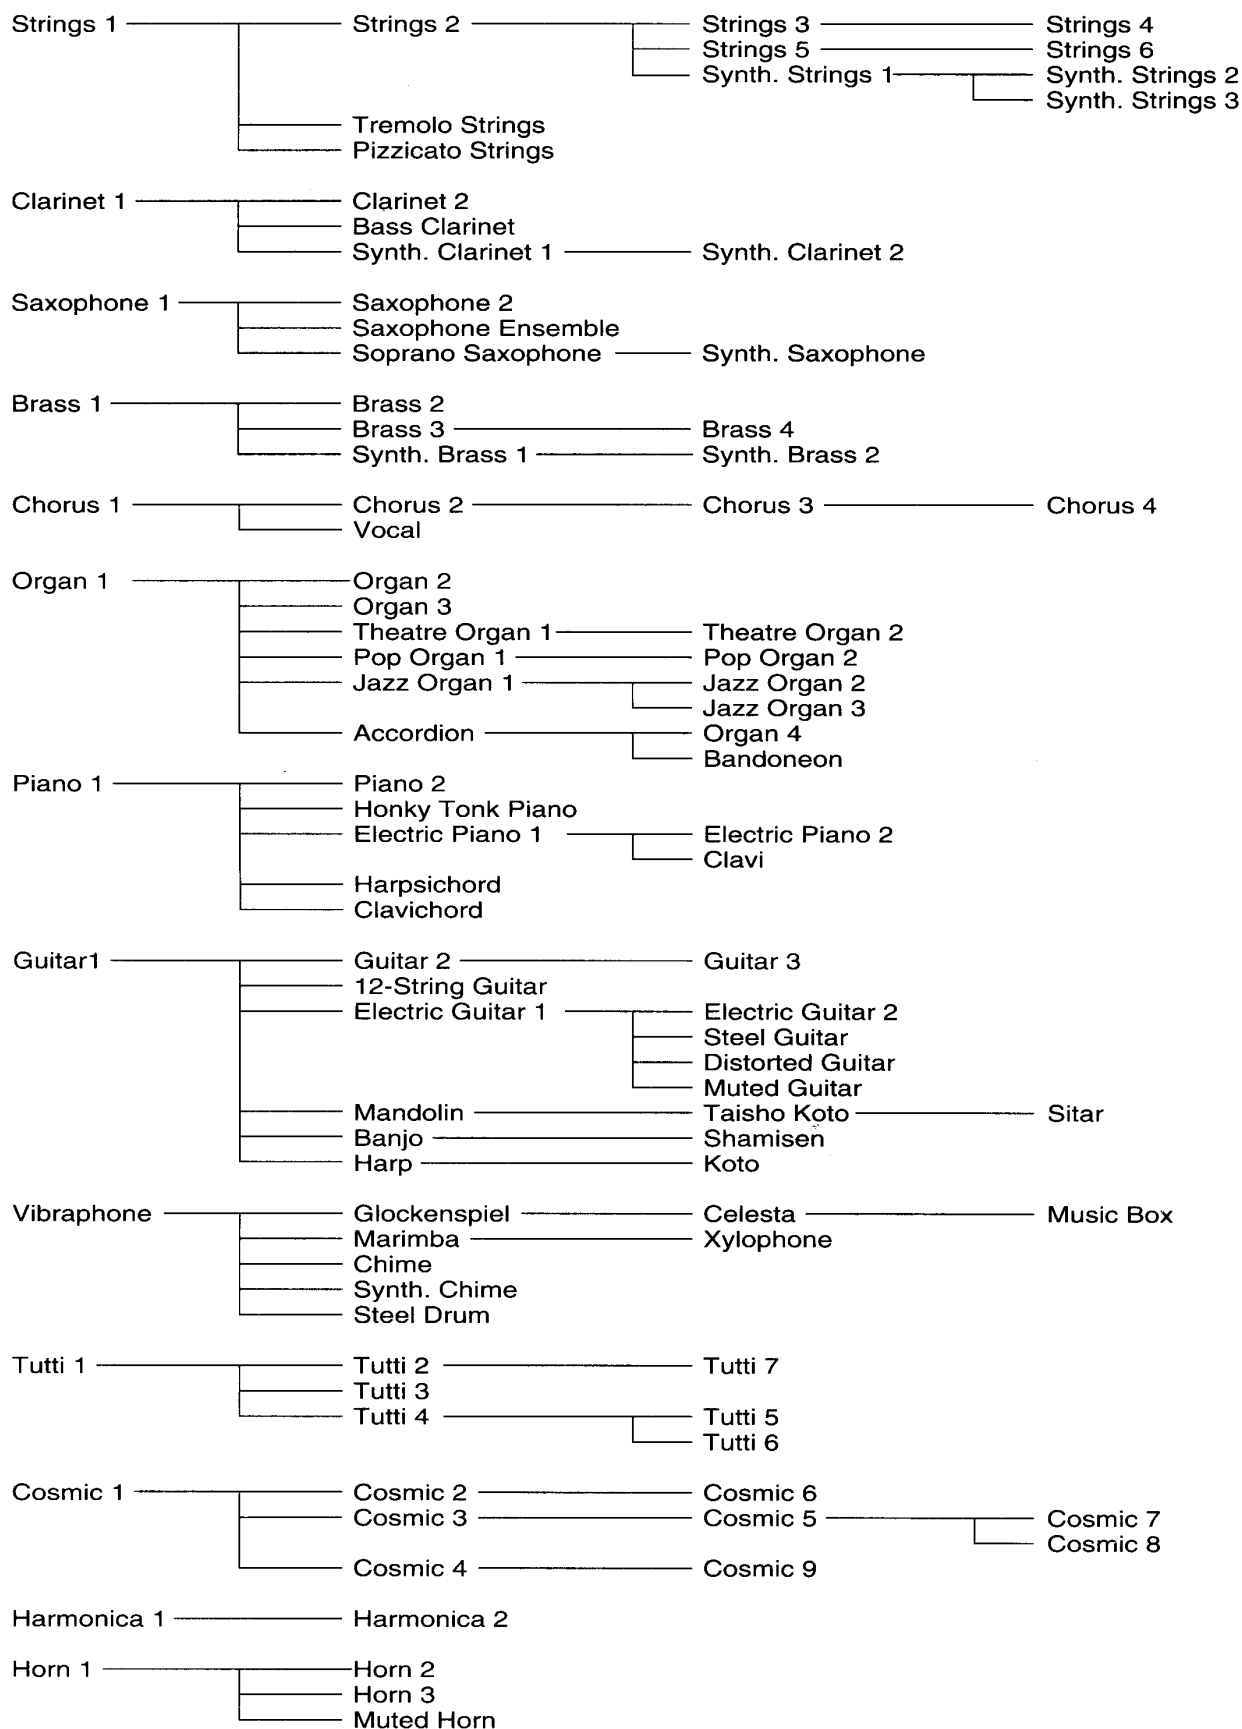 Strings 1 Strings 2 Strings 3 Strings 4
Strings 5 Strings 6
Synth. Strings 1 Synth. Strings 2
Synth. Strings 3
Tremolo Strings
Pizzicato Strings
Clarinet 1 Clarinet 2
Bass Clarinet
Synth. Clarinet 1 Synth. Clarinet 2
Saxophone 1 Saxophone 2
Saxophone Ensemble
Soprano Saxophone Synth. Saxophone
Brass 1 Brass 2
Brass 3 Brass 4
Synth. Brass 1 Synth. Brass 2
Chorus 1 Chorus 2 Chorus 3 Chorus 4
Vocal
Organ 1 Organ 2
Organ 3
Theatre Organ 1 Theatre Organ 2
Pop Organ 1 Pop Organ 2
Jazz Organ 1 Jazz Organ 2
Jazz Organ 3
Accordion Organ 4
Bandoneon
Piano 1 Piano 2
Honky Tonk Piano
Electric Piano 1 Electric Piano 2
Clavi
Harpsichord
Clavichord
Guitar1 Guitar 2 Guitar 3
12-String Guitar
Electric Guitar 1 Electric Guitar 2
Steel Guitar
Distorted Guitar
Muted Guitar
Mandolin Taisho Koto Sitar
Banjo Shamisen
Harp Koto
Vibraphone Glockenspiel Celesta Music Box
Marimba Xylophone
Chime
Synth. Chime
Steel Drum
Tutti 1 Tutti 2 Tutti 7
Tutti 3
Tutti 4 Tutti 5
Tutti 6
Cosmic 1 Cosmic 2 Cosmic 6
Cosmic 3 Cosmic 5 Cosmic 7
Cosmic 8
Cosmic 4 Cosmic 9
Harmonica 1 Harmonica 2
Horn 1 Horn 2
Horn 3
Muted Horn